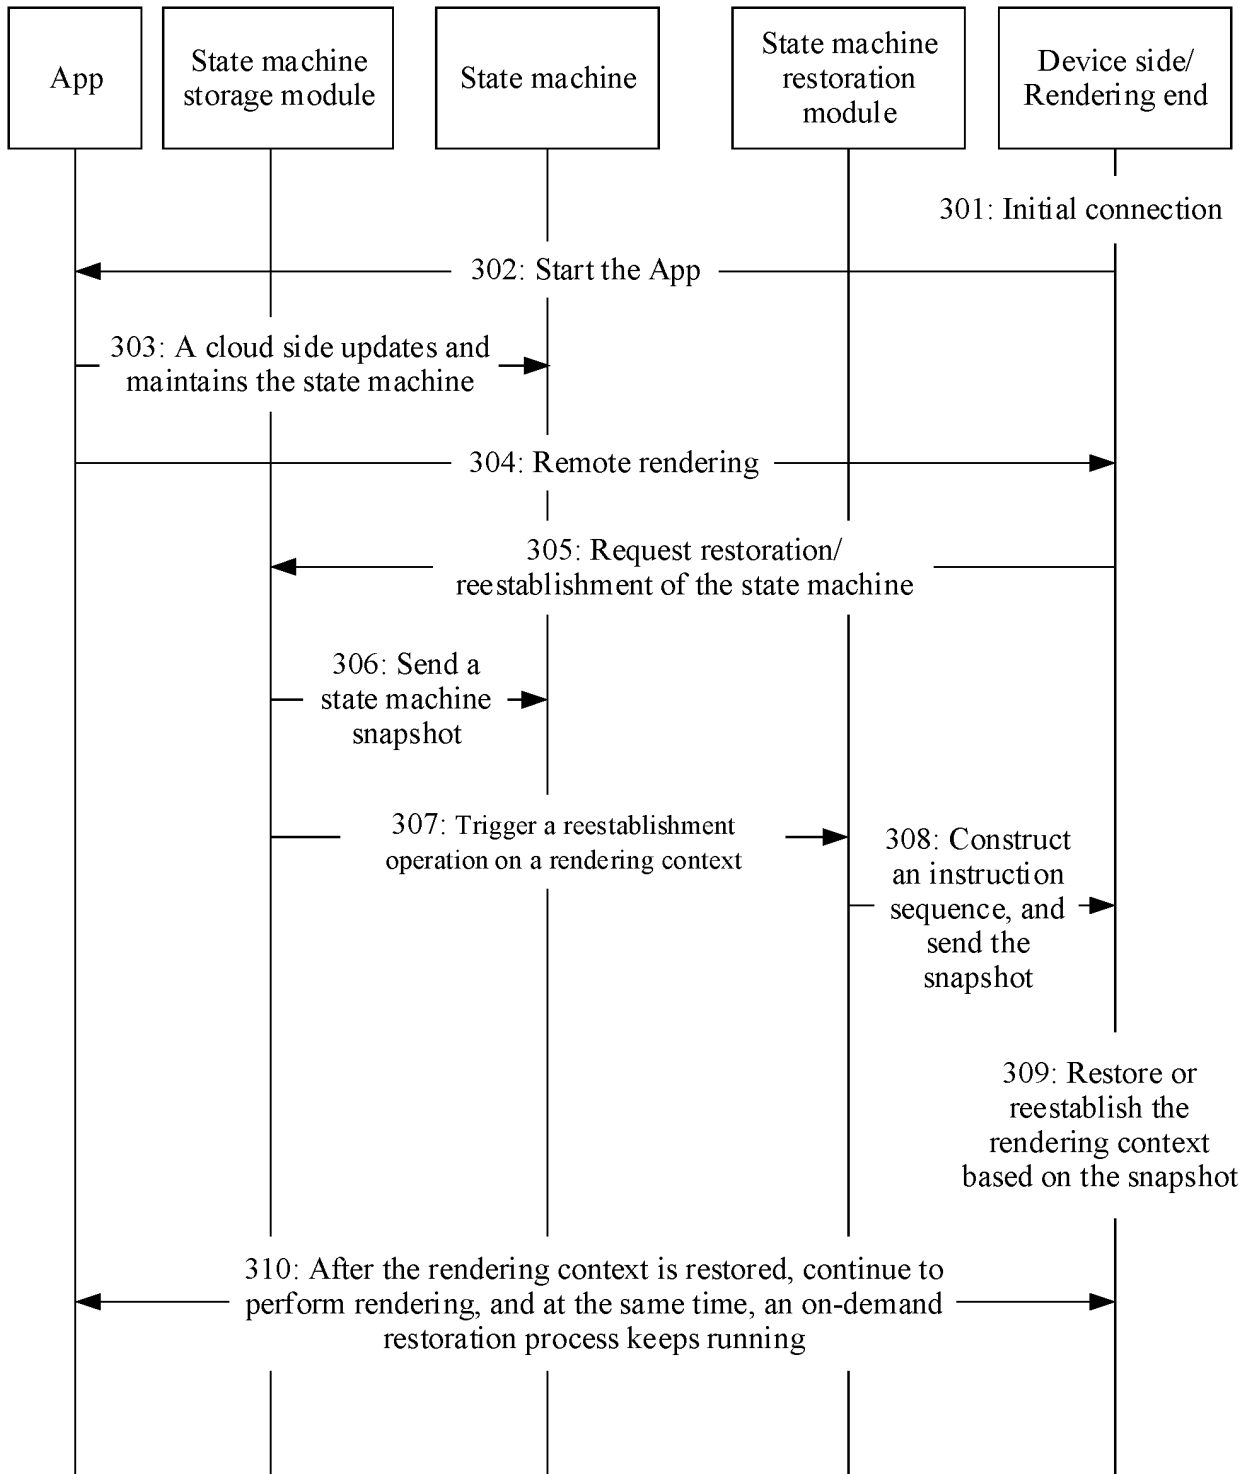 App
State machine
storage module
State machine
State machine
restoration
module
Device side/
Rendering end
301: Initial connection
302: Start the App
303: A cloud side updates and
maintains the state machine
304: Remote rendering
305: Request restoration/
reestablishment of the state machine
306: Send a
state machine
snapshot
307: Trigger a reestablishment
operation on a rendering context
308: Construct
an instruction
sequence, and
send the
snapshot
309: Restore or
reestablish the
rendering context
based on the snapshot
310: After the rendering context is restored, continue to
perform rendering, and at the same time, an on-demand
restoration process keeps running